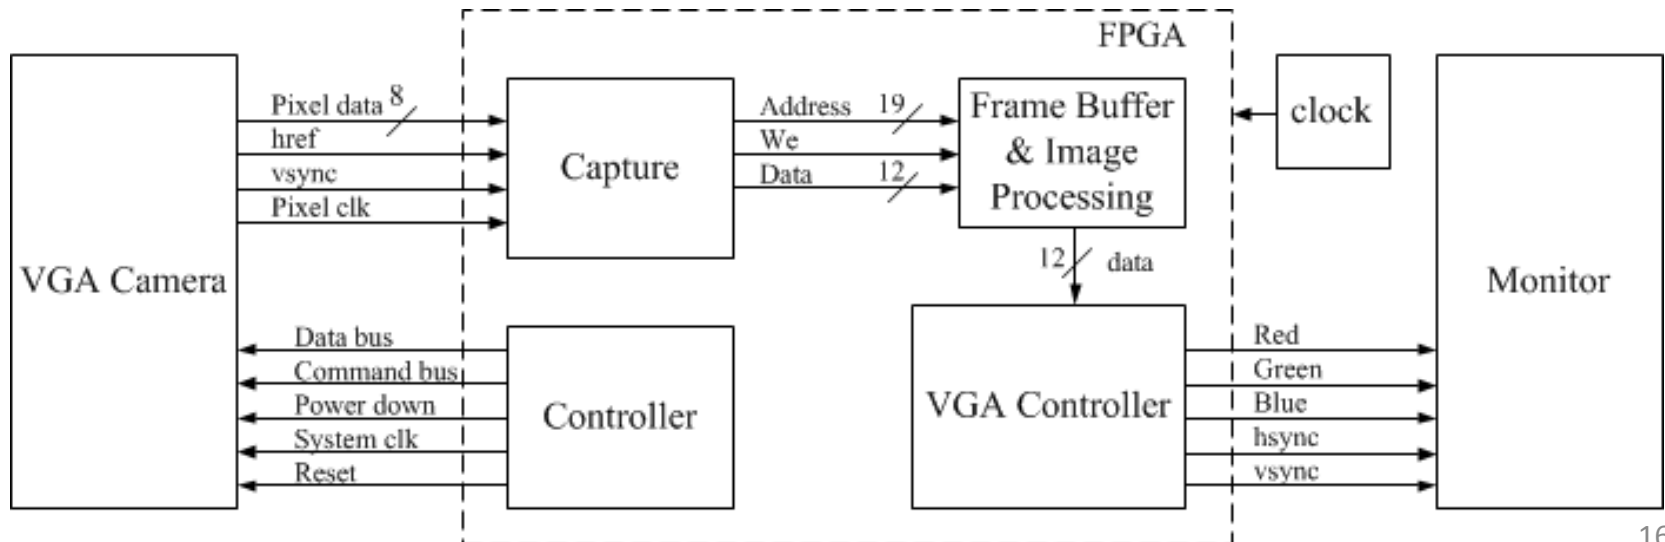 FPGA
VGA Camera
Pixel data 8
href
vsync
Pixel clk
Capture
Address 19
We
Data 12
Frame Buffer
& Image
Processing
clock
12 data
Monitor
Data bus
Command bus
Power down
System clk
Reset
Controller
VGA Controller
Red
Green
Blue
hsync
vsync
16